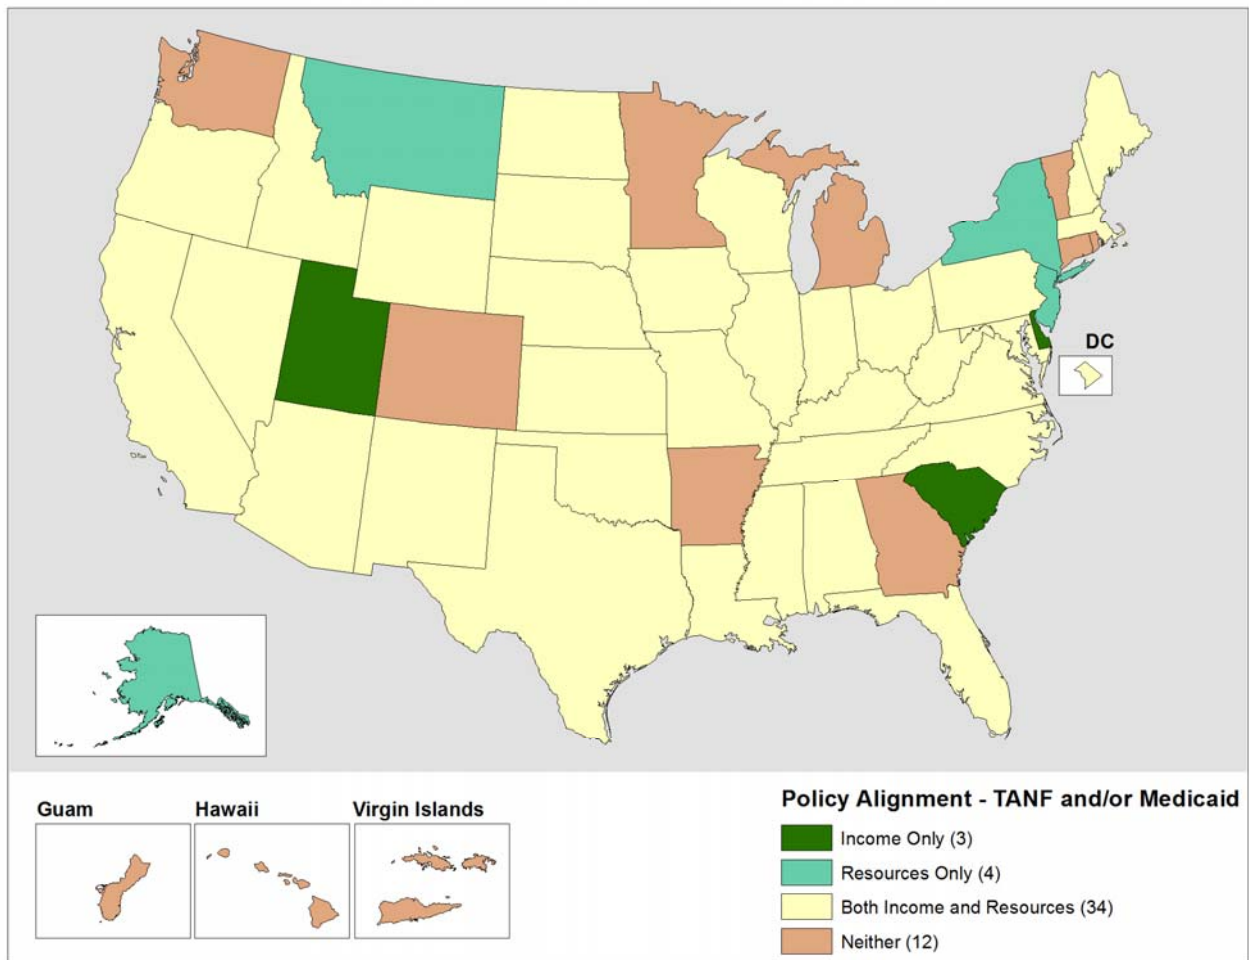 DC
Guam
Hawaii
Virgin Islands
Policy Alignment - TANF and/or Medicaid
Income Only (3)
Resources Only (4)
Both Income and Resources (34)
Neither (12)